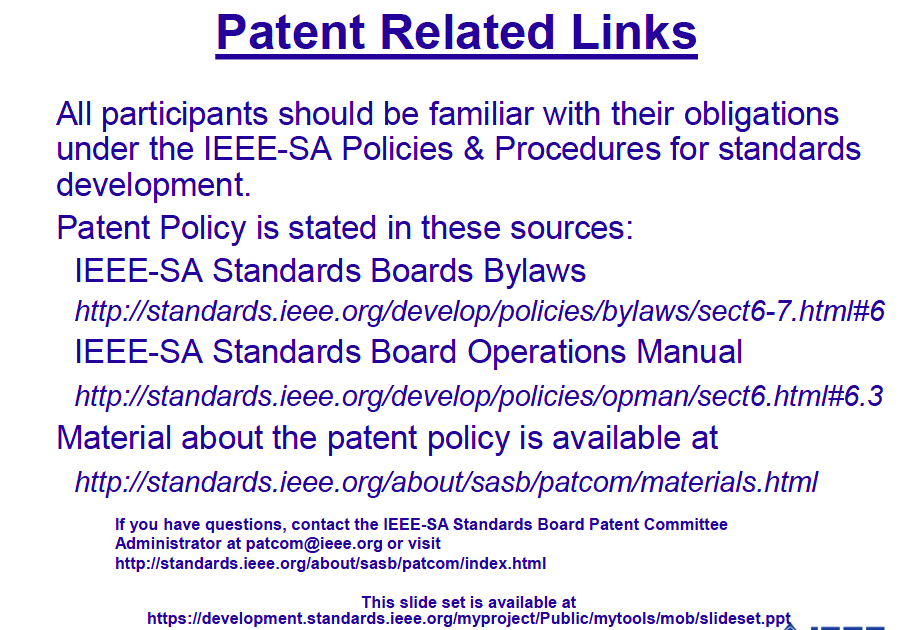 Patent Related Links
All participants should be familiar with their obligations
under the IEEE-SA Policies & Procedures for standards
development.
Patent Policy is stated in these sources:
IEEE-SA Standards Boards Bylaws
http://standards.ieee.org/develop/policies/bylaws/sect6-7.html#6
IEEE-SA Standards Board Operations Manual
http://standards.ieee.org/develop/policies/opman/sect6.html#6.3
Material about the patent policy is available at
http://standards.ieee.org/about/sasb/patcom/materials.html
If you have questions, contact the IEEE-SA Standards Board Patent Committee
Administrator at patcom@ieee.org or visit
http://standards.ieee.org/about/sasb/patcom/index.html
This slide set is available at
https://development.standards.ieee.org/myproject/Public/mytools/mob/slideset.ppt